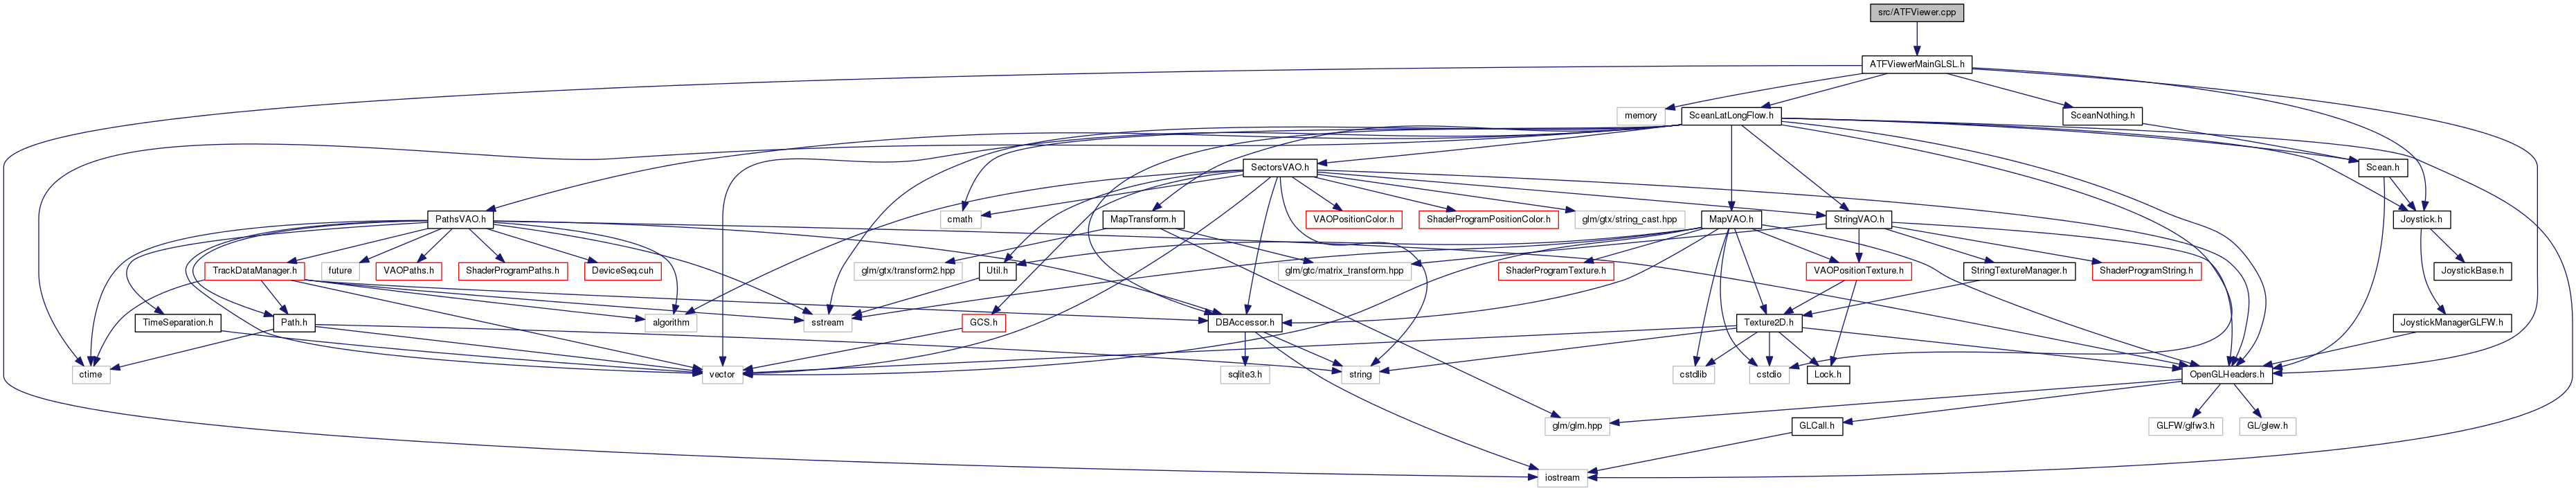 src/ATFViewer.cpp
ATFViewerMainGLSL.h
memory
SceanLatLongFlow.h
SceanNothing.h
SectorsVAO.h
Scean.h
PathsVAO.h
cmath
MapTransform.h
VAOPositionColor.h
ShaderProgramPositionColor.h
glm/gtx/string_cast.hpp
MapVAO.h
StringVAO.h
Joystick.h
TrackDataManager.h
future
VAOPaths.h
ShaderProgramPaths.h
DeviceSeq.cuh
glm/gtx/transform2.hpp
Util.h
glm/gtc/matrix_transform.hpp
ShaderProgramTexture.h
VAOPositionTexture.h
StringTextureManager.h
ShaderProgramString.h
JoystickBase.h
TimeSeparation.h
Path.h
algorithm
sstream
GCS.h
DBAccessor.h
Texture2D.h
JoystickManagerGLFW.h
ctime
vector
sqlite3.h
string
cstdlib
cstdio
Lock.h
OpenGLHeaders.h
glm/glm.hpp
GLCall.h
GLFW/glfw3.h
GL/glew.h
iostream